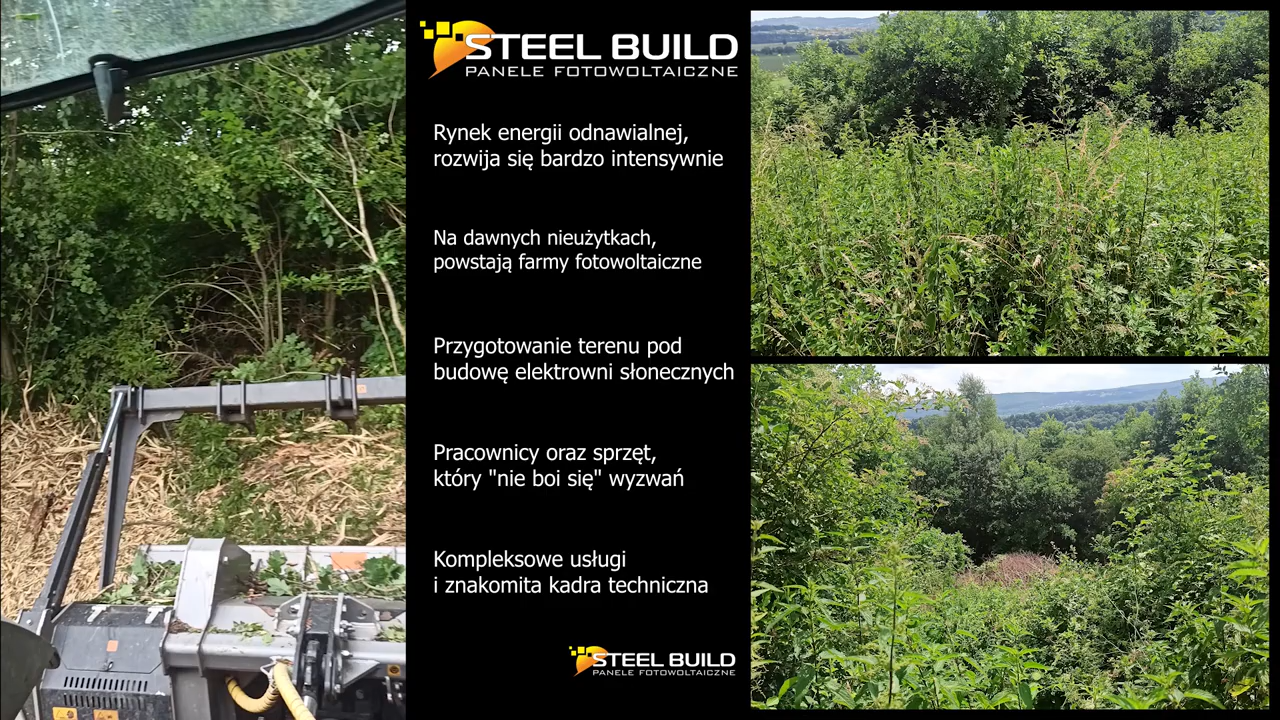 STEEL BUILD
PANELE FOTOWOLTAICZNE
Rynek energii odnawialnej,
rozwija się bardzo intensywnie
Na dawnych nieużytkach,
powstają farmy fotowoltaiczne
Przygotowanie terenu pod
budowę elektrowni słonecznych
Pracownicy oraz sprzęt,
który "nie boi się" wyzwań
Kompleksowe usługi
i znakomita kadra techniczna
STEEL BUILD
PANELE FOTOWOLTAICZNE